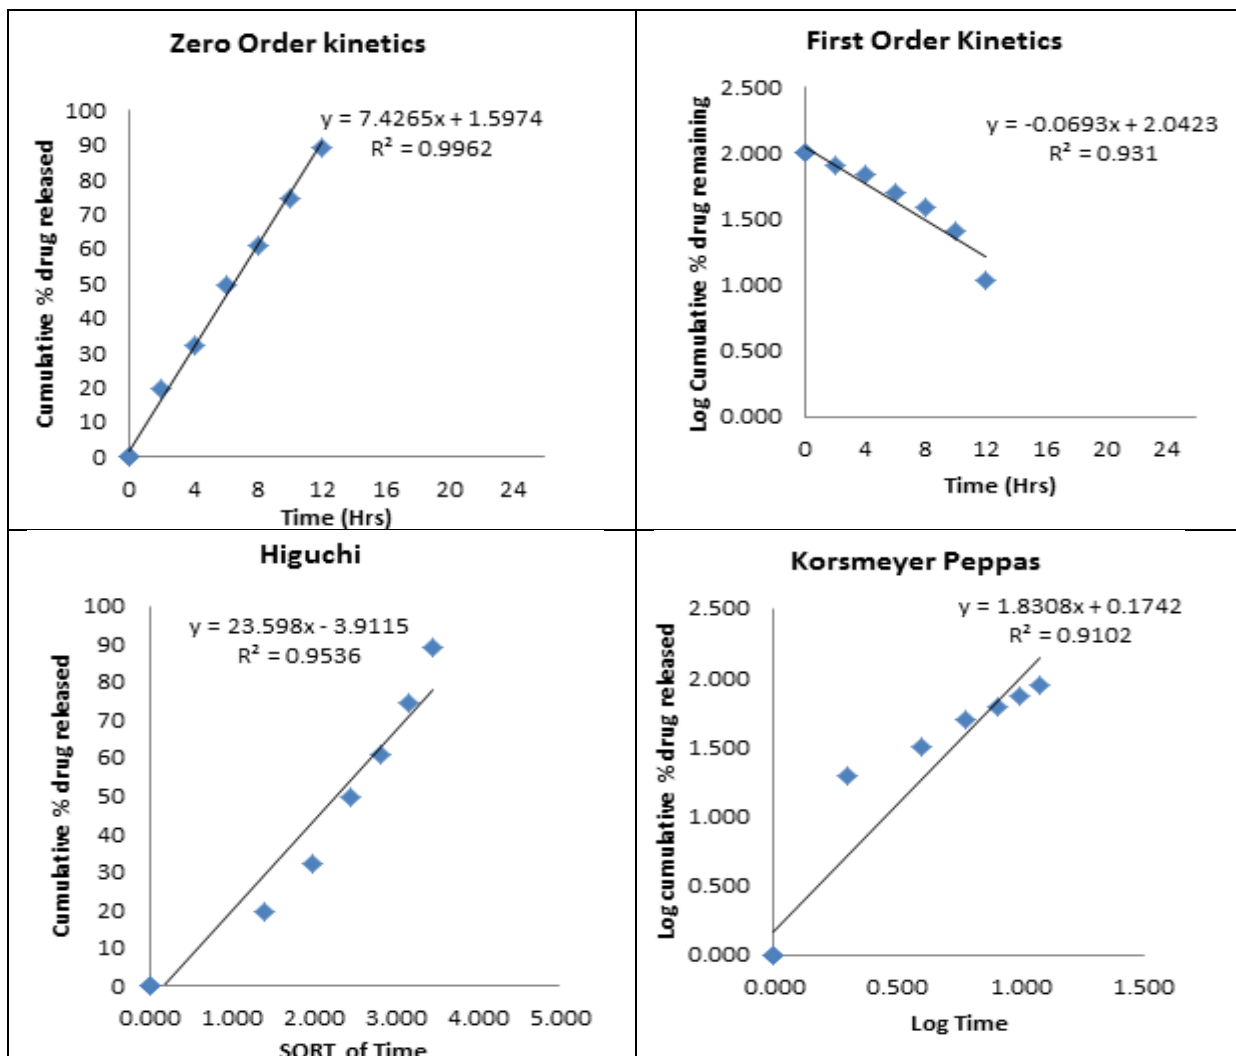 Zero Order kinetics
y = 7.4265x + 1.5974
R² = 0.9962
Cumulative % drug released
100
90
80
70
60
50
40
30
20
10
0
0 4 8 12 16 20 24
Time (Hrs)
First Order Kinetics
y = -0.0693x + 2.0423
R² = 0.931
Log Cumulative % drug remaining
2.500
2.000
1.500
1.000
0.500
0.000
0 4 8 12 16 20 24
Time (Hrs)
Higuchi
y = 23.598x - 3.9115
R² = 0.9536
Cumulative % drug released
100
90
80
70
60
50
40
30
20
10
0
0.000 1.000 2.000 3.000 4.000 5.000
SQRT of Time
Korsmeyer Peppas
y = 1.8308x + 0.1742
R² = 0.9102
Log cumulative % drug released
2.500
2.000
1.500
1.000
0.500
0.000
0.000 0.500 1.000 1.500
Log Time